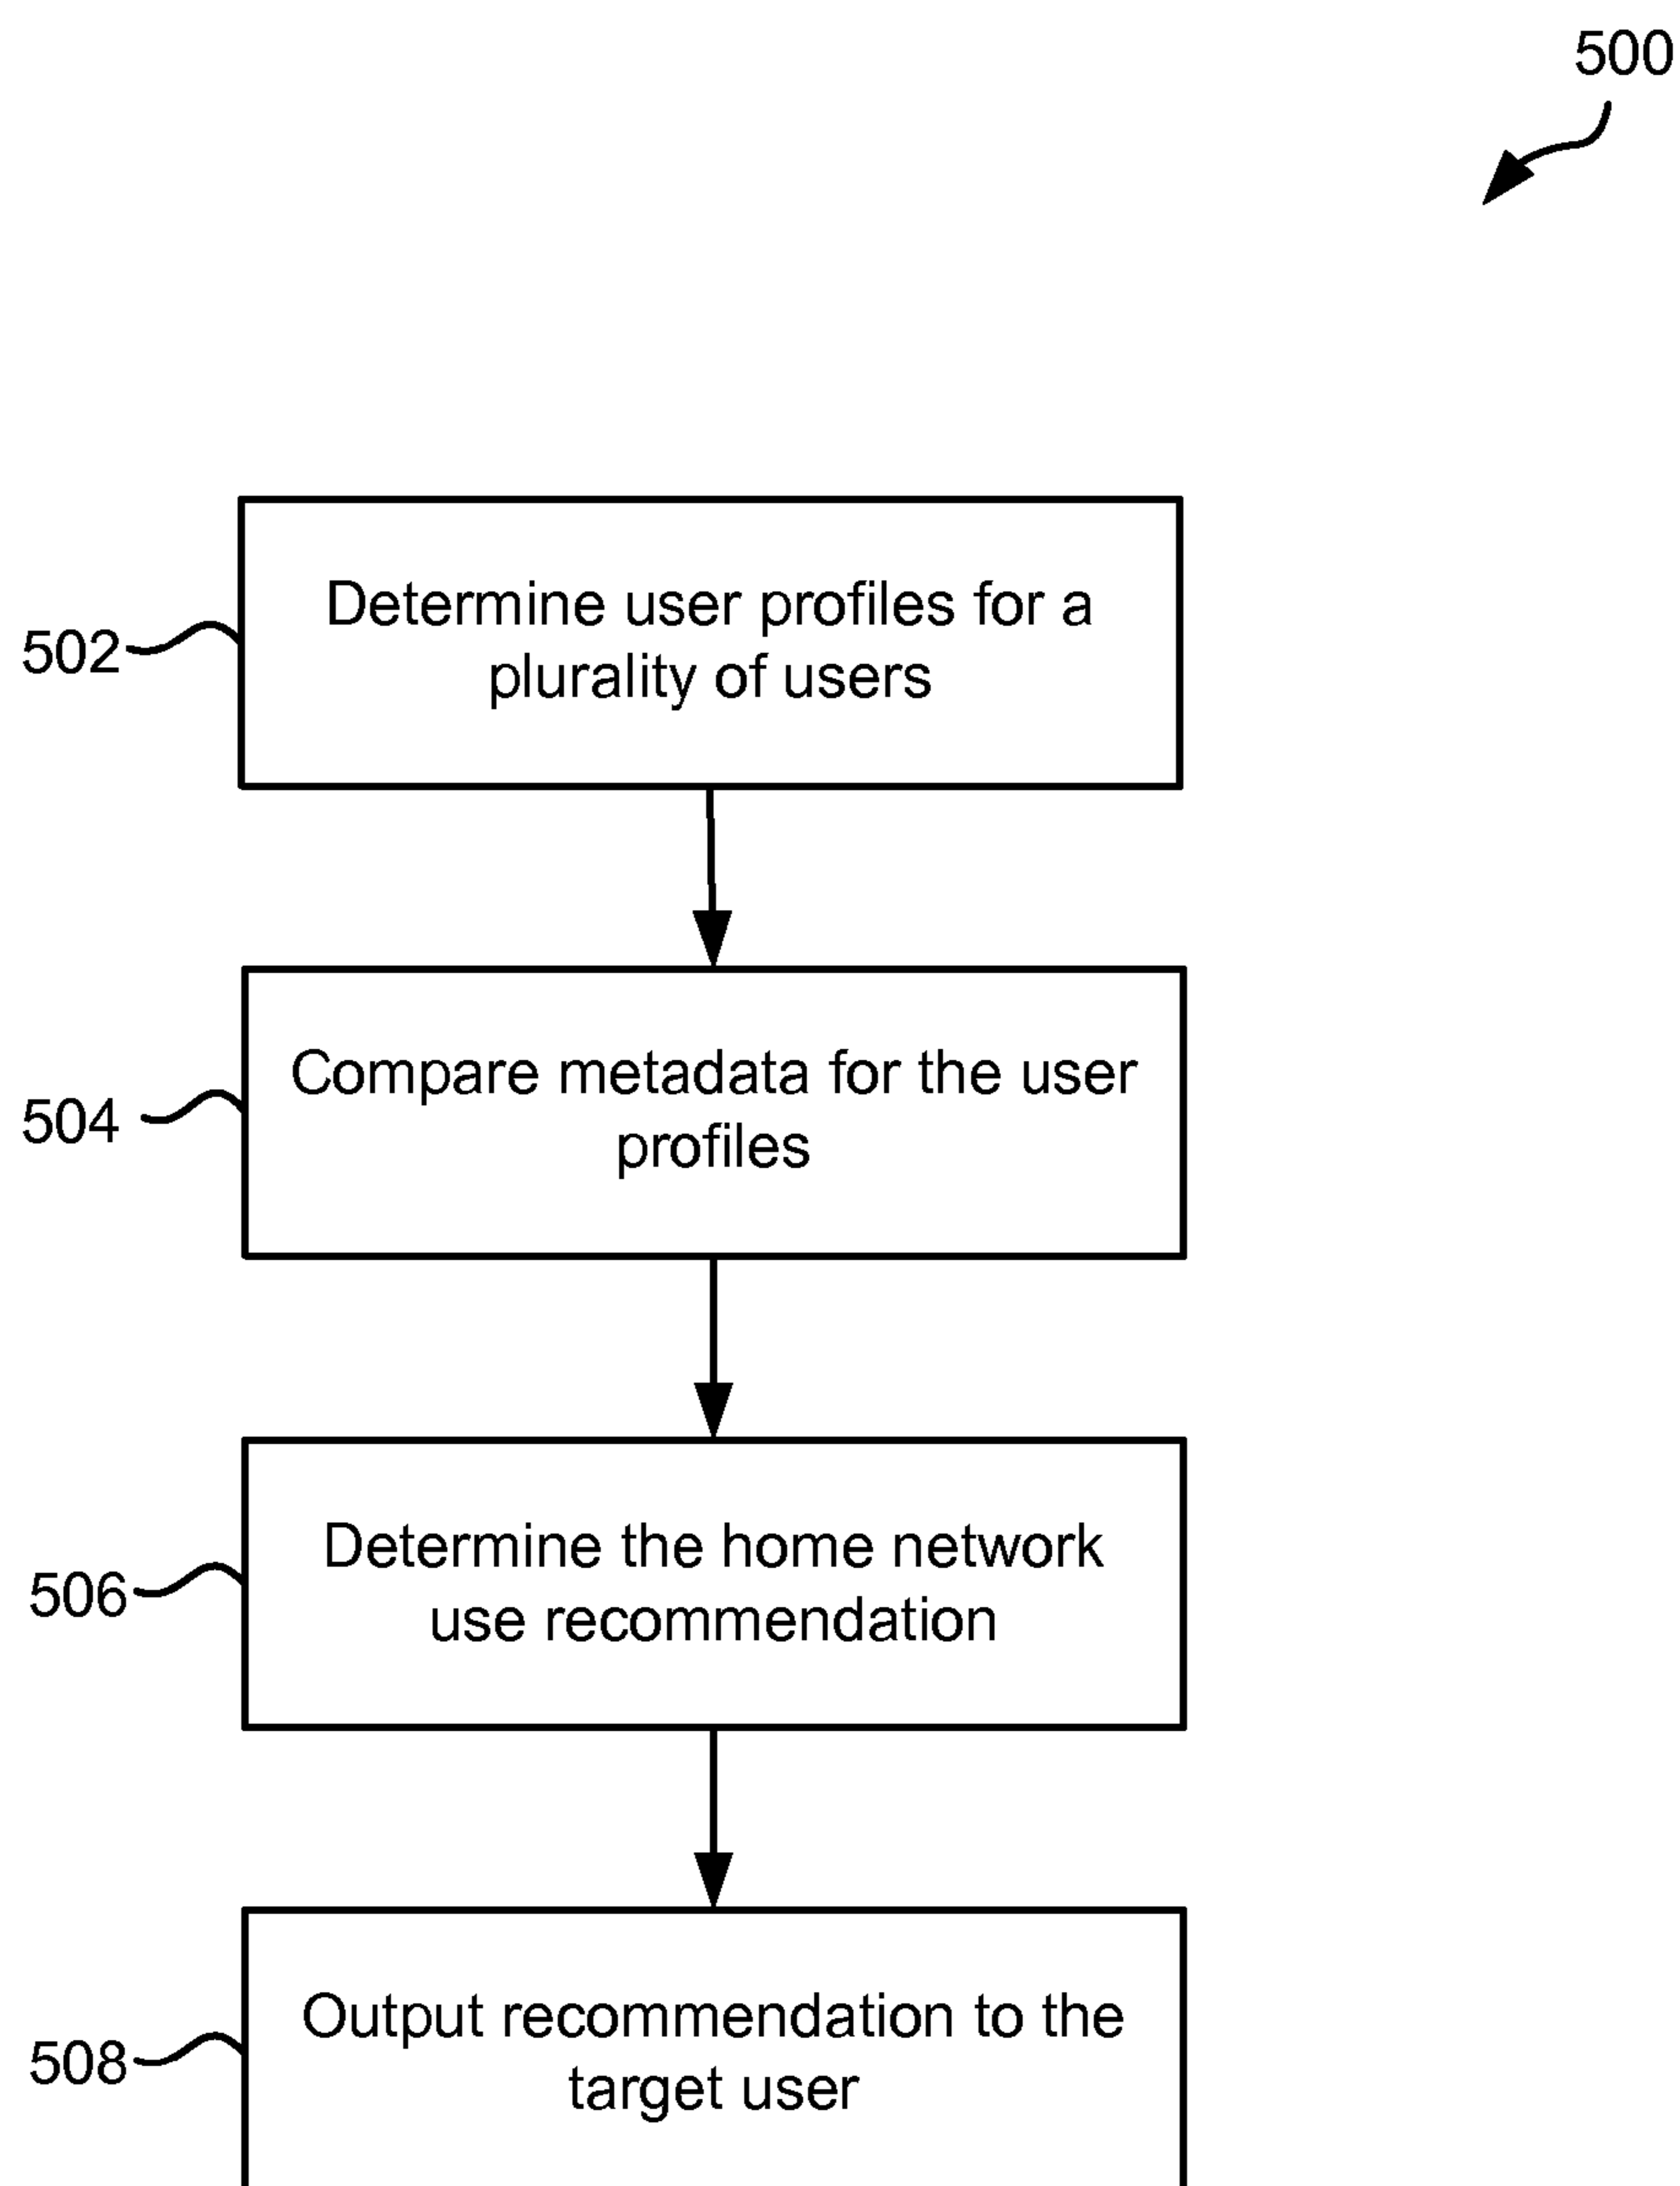 500
502
Determine user profiles for a
plurality of users
504
Compare metadata for the user
profiles
506
Determine the home network
use recommendation
508
Output recommendation to the
target user